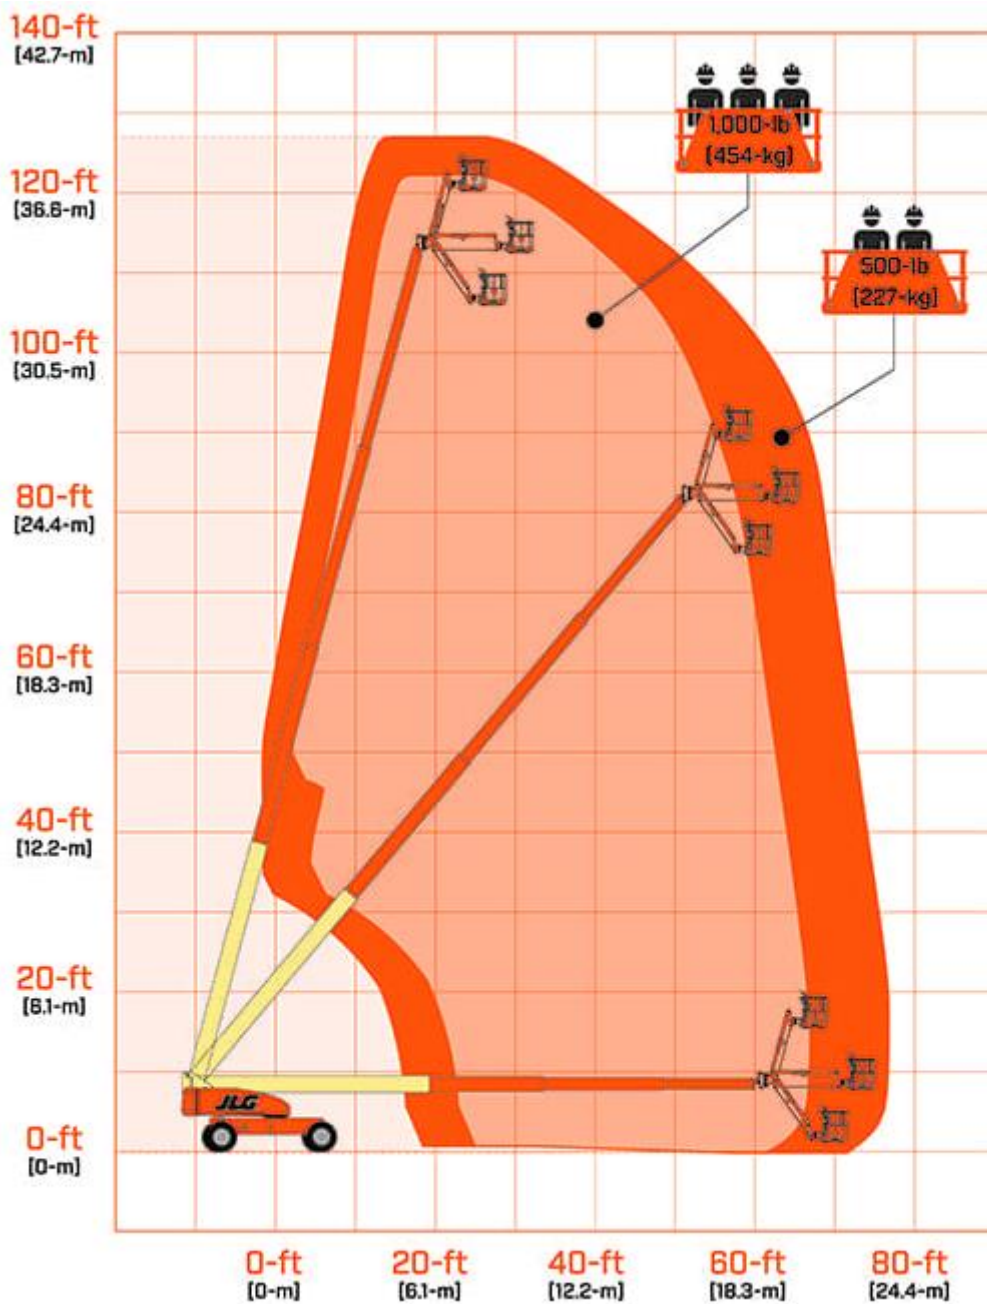 140-ft
[42.7-m]
1,000-lb
[454-kg]
120-ft
[36.6-m]
500-lb
[227-kg]
100-ft
[30.5-m]
80-ft
[24.4-m]
60-ft
[18.3-m]
40-ft
[12.2-m]
20-ft
[6.1-m]
JLG
0-ft
[0-m]
0-ft
20-ft
40-ft
60-ft
80-ft
[0-m]
[6.1-m]
[12.2-m]
[18.3-m]
[24.4-m]